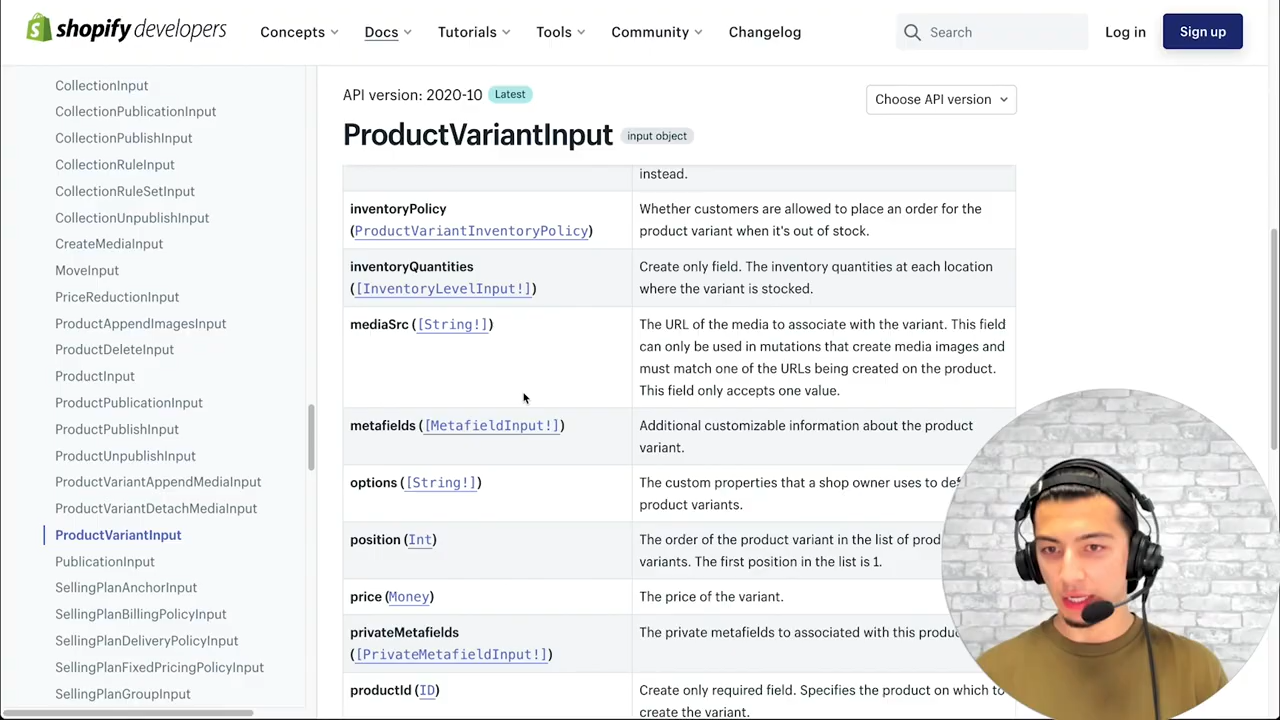 shopify developers
Concepts
Docs
Tutorials
Tools
Community
Changelog
Search
Log in
Sign up
CollectionInput
CollectionPublicationInput
CollectionPublishInput
CollectionRuleInput
CollectionRuleSetInput
CollectionUnpublishInput
CreateMediaInput
MoveInput
PriceReductionInput
ProductAppendImagesInput
ProductDeleteInput
ProductInput
ProductPublicationInput
ProductPublishInput
ProductUnpublishInput
ProductVariantAppendMediaInput
ProductVariantDetachMediaInput
ProductVariantInput
PublicationInput
SellingPlanAnchorInput
SellingPlanBillingPolicyInput
SellingPlanDeliveryPolicyInput
SellingPlanFixedPricingPolicyInput
SellingPlanGroupInput
API version: 2020-10 Latest
Choose API version
ProductVariantInput input object
instead.
inventoryPolicy
(ProductVariantInventoryPolicy)
Whether customers are allowed to place an order for the
product variant when it's out of stock.
inventoryQuantities
([InventoryLevelInput!])
Create only field. The inventory quantities at each location
where the variant is stocked.
mediaSrc ([String!])
The URL of the media to associate with the variant. This field
can only be used in mutations that create media images and
must match one of the URLs being created on the product.
This field only accepts one value.
metafields ([MetafieldInput!])
Additional customizable information about the product
variant.
options ([String!])
The custom properties that a shop owner uses to
product variants.
position (Int)
The order of the product variant in the list of
variants. The first position in the list is 1.
price (Money)
The price of the variant.
privateMetafields
([PrivateMetafieldInput!])
The private metafields to associated with this
productId (ID)
Create only required field. Specifies the product on which to
create the variant.